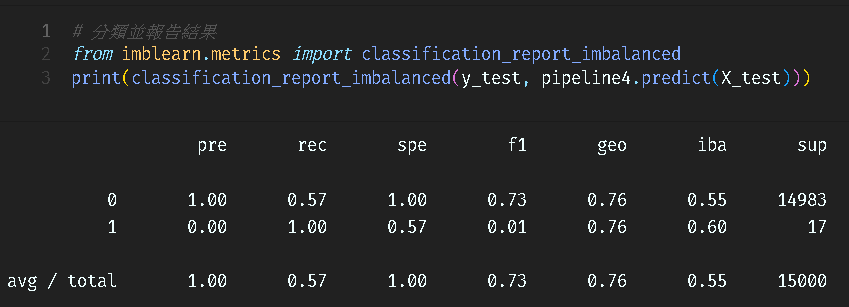 1 # 分類並報告結果
2 from imblearn.metrics import classification_report_imbalanced
3 print(classification_report_imbalanced(y_test, pipeline4.predict(X_test)))
pre rec spe f1 geo iba sup
0 1.00 0.57 1.00 0.73 0.76 0.55 14983
1 0.00 1.00 0.57 0.01 0.76 0.60 17
avg / total 1.00 0.57 1.00 0.73 0.76 0.55 15000